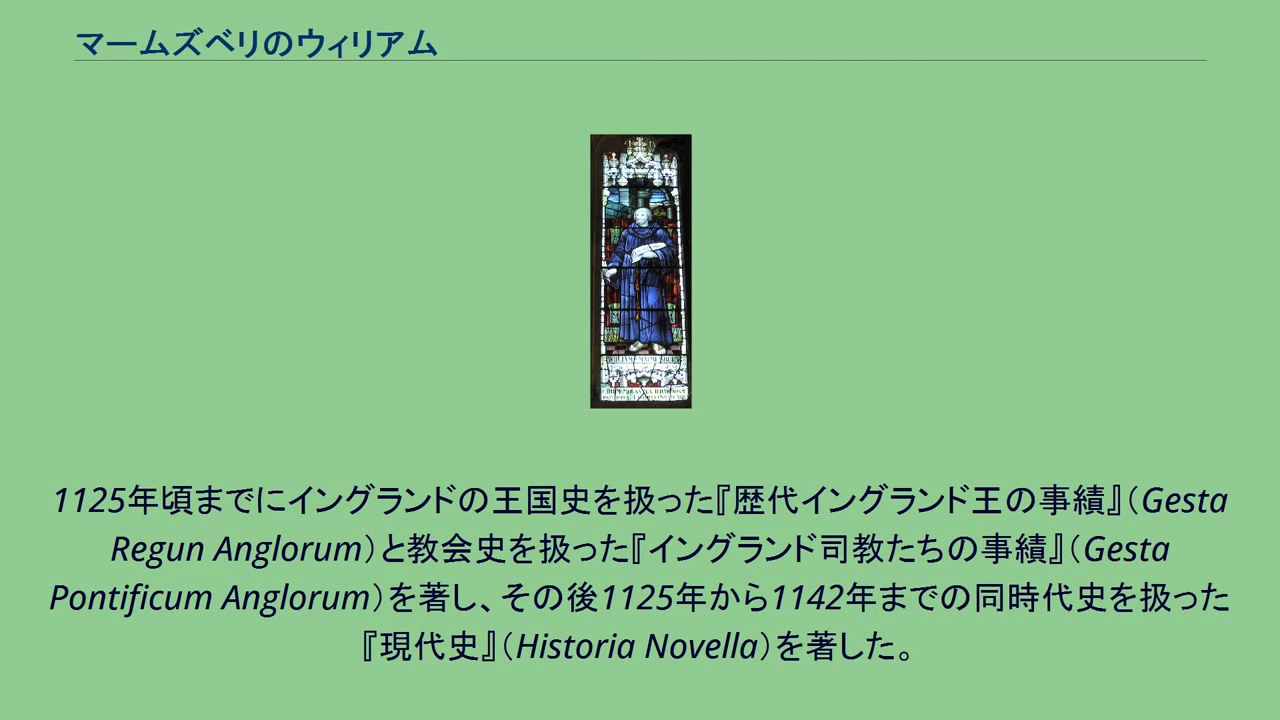 マームズベリのウィリアム
1125年頃までにイングランドの王国史を扱った『歴代イングランド王の事績』（Gesta
Regun Anglorum）と教会史を扱った『イングランド司教たちの事績』（Gesta
Pontificum Anglorum）を著し、その後1125年から1142年までの同時代史を扱った
『現代史』（Historia Novella）を著した。